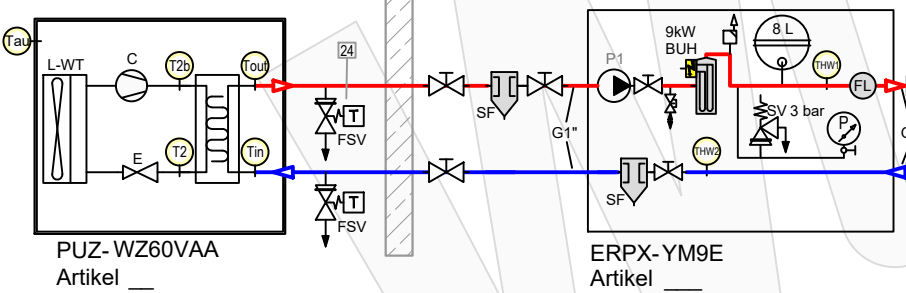 Tau
L-WT
C
T2b
Tout
E
T2
Tin
24
T
FSV
T
FSV
SF
G1"
P1
9kW
BUH
8 L
THW1
FL
SV 3 bar
P
THW2
SF
PUZ-WZ60VAA
Artikel __
ERPX-YM9E
Artikel ___